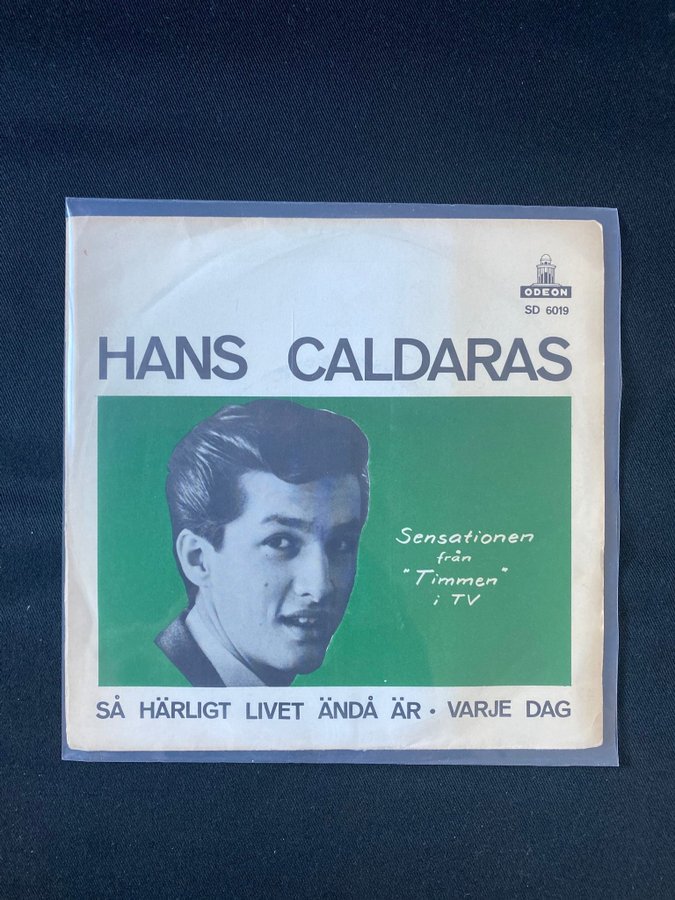 ODEON
SD 6019
HANS CALDARAS
Sensationen
från
"Timmen"
i TV
SÅ HÄRLIGT LIVET ÄNDÅ ÄR • VARJE DAG